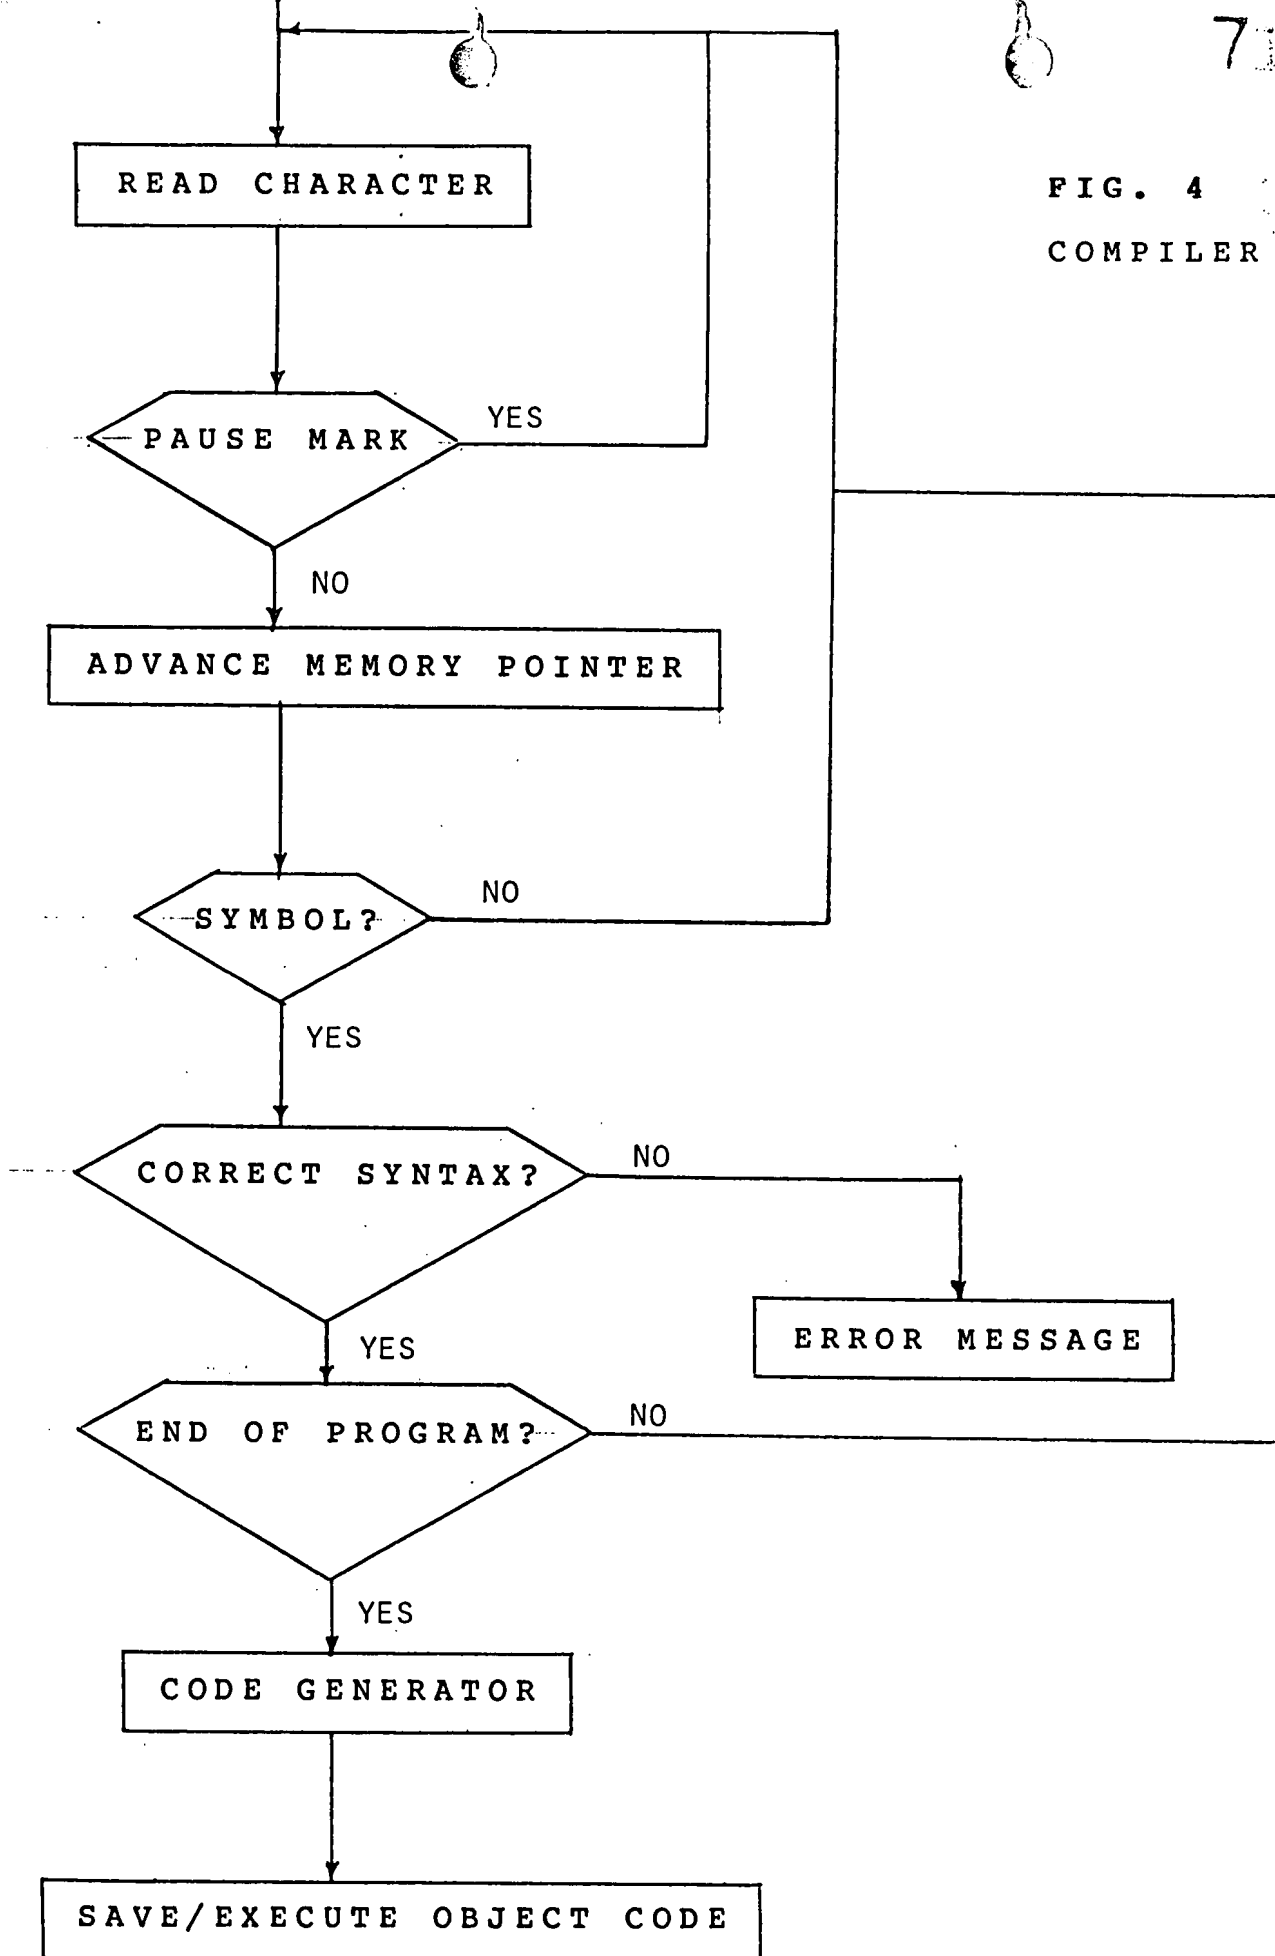 7
READ CHARACTER
FIG. 4
COMPILER
PAUSE MARK
YES
NO
ADVANCE MEMORY POINTER
SYMBOL?
NO
YES
CORRECT SYNTAX?
NO
ERROR MESSAGE
YES
END OF PROGRAM?
NO
YES
CODE GENERATOR
SAVE/EXECUTE OBJECT CODE